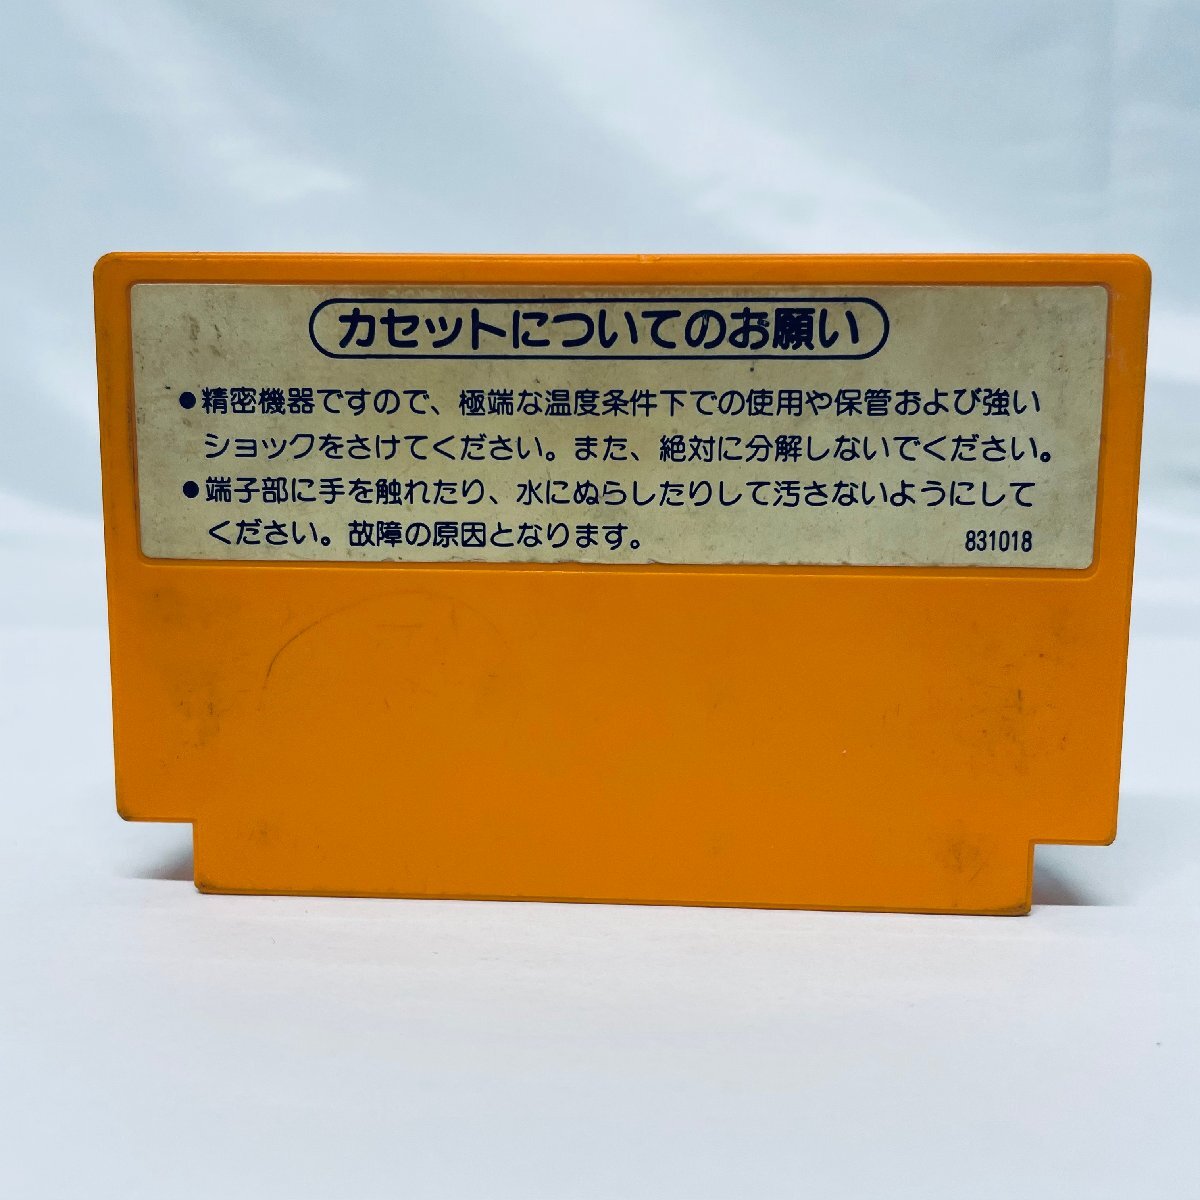 カセットについてのお願い
●精密機器ですので、極端な温度条件下での使用や保管および強い
ショックをさけてください。また、絶対に分解しないでください。
●端子部に手を触れたり、水にぬらしたりして汚さないようにして
ください。故障の原因となります。
831018